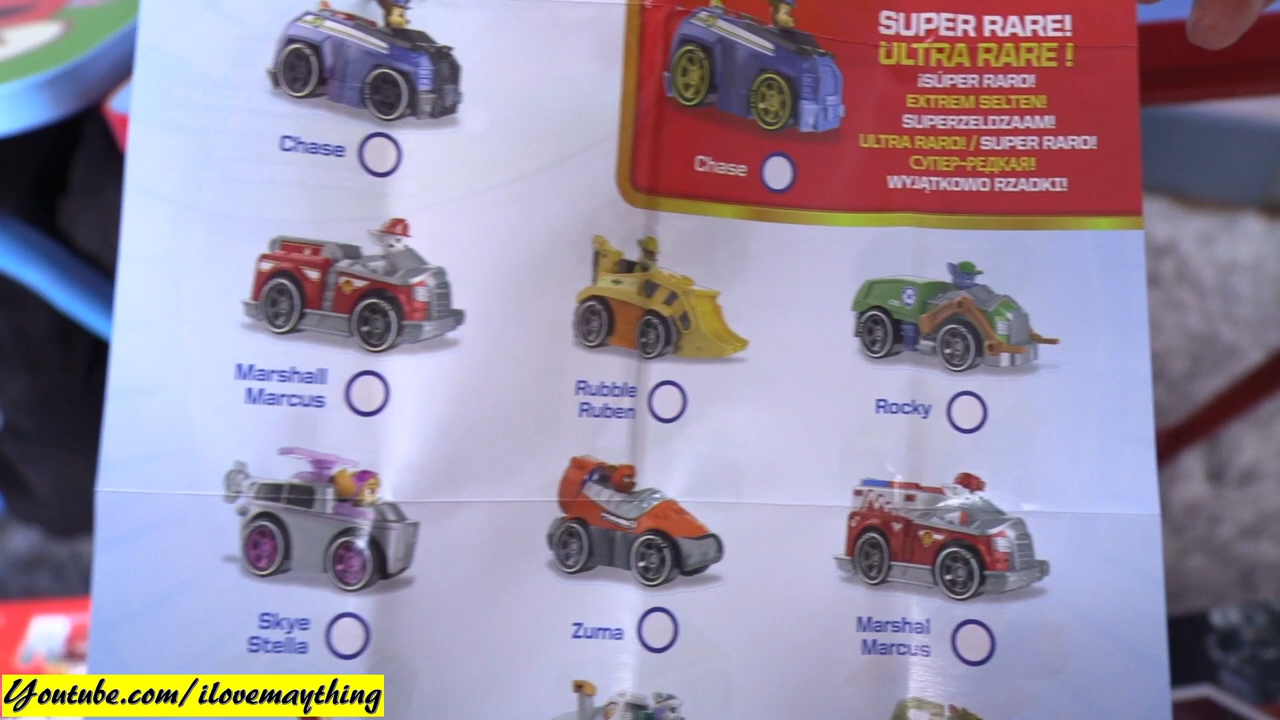 Chase
SUPER RARE!
ULTRA RARE !
¡SÚPER RARO!
EXTREM SELTEN!
SUPERZELDZAAM!
ULTRA RARO! / SUPER RARO!
СУПЕР-РЕДКАЯ!
WYJĄTKOWO RZADKI!
Chase
Marshall
Marcus
Rubble
Ruben
Rocky
Skye
Stella
Zuma
Marshall
Marcus
Youtube.com/ilovemaything